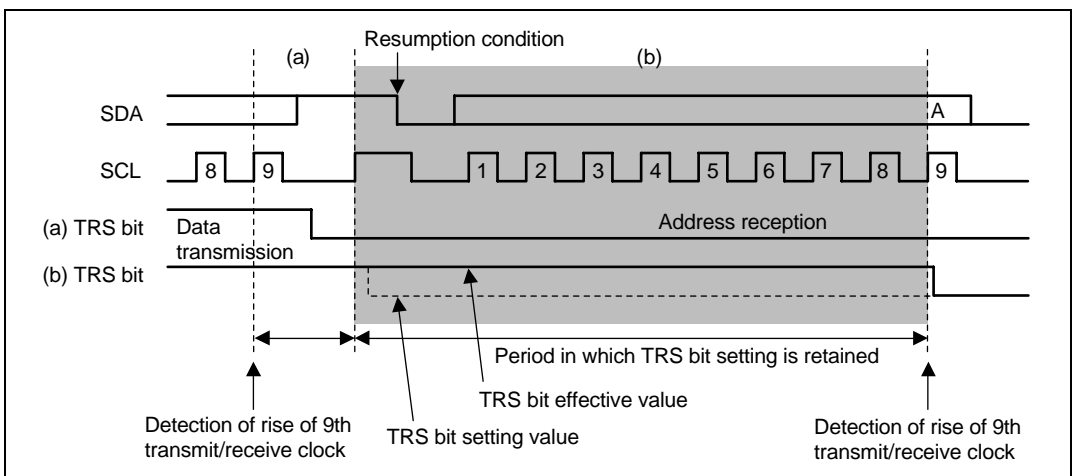 Resumption condition
(a)
(b)
SDA
A
SCL
8 9 1 2 3 4 5 6 7 8 9
(a) TRS bit
Data
transmission
Address reception
(b) TRS bit
Period in which TRS bit setting is retained
TRS bit effective value
TRS bit setting value
Detection of rise of 9th
transmit/receive clock
Detection of rise of 9th
transmit/receive clock